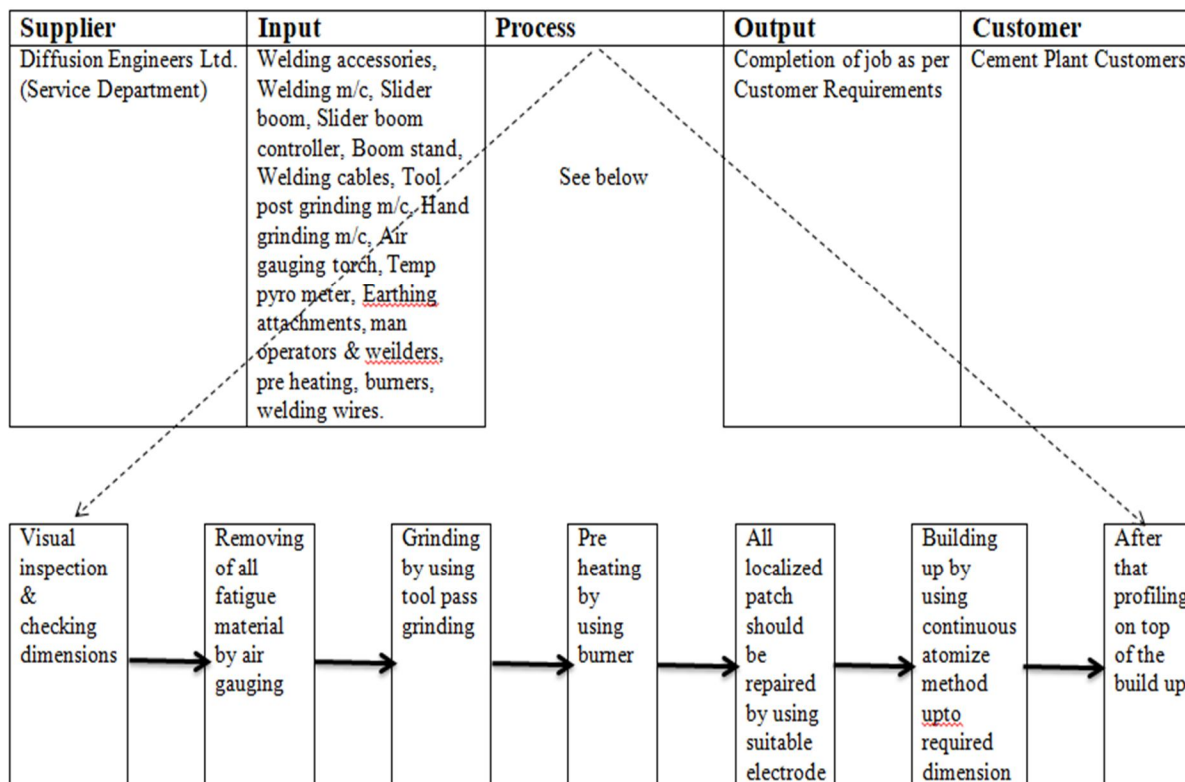 Supplier
Input
Process
Output
Customer
Diffusion Engineers Ltd.
(Service Department)
Welding accessories,
Welding m/c, Slider
boom, Slider boom
controller, Boom stand,
Welding cables, Tool
post grinding m/c, Hand
grinding m/c, Air
gauging torch, Temp
pyro meter, Earthing
attachments, man
operators & weilders,
pre heating, burners,
welding wires.
See below
Completion of job as per
Customer Requirements
Cement Plant Customers
Visual
inspection
&
checking
dimensions
Removing
of all
fatigue
material
by air
gauging
Grinding
by using
tool pass
grinding
Pre
heating
by
using
burner
All
localized
patch
should
be
repaired
by using
suitable
electrode
Building
up by
using
continuous
atomize
method
upto
required
dimension
After
that
profiling
on top
of the
build up